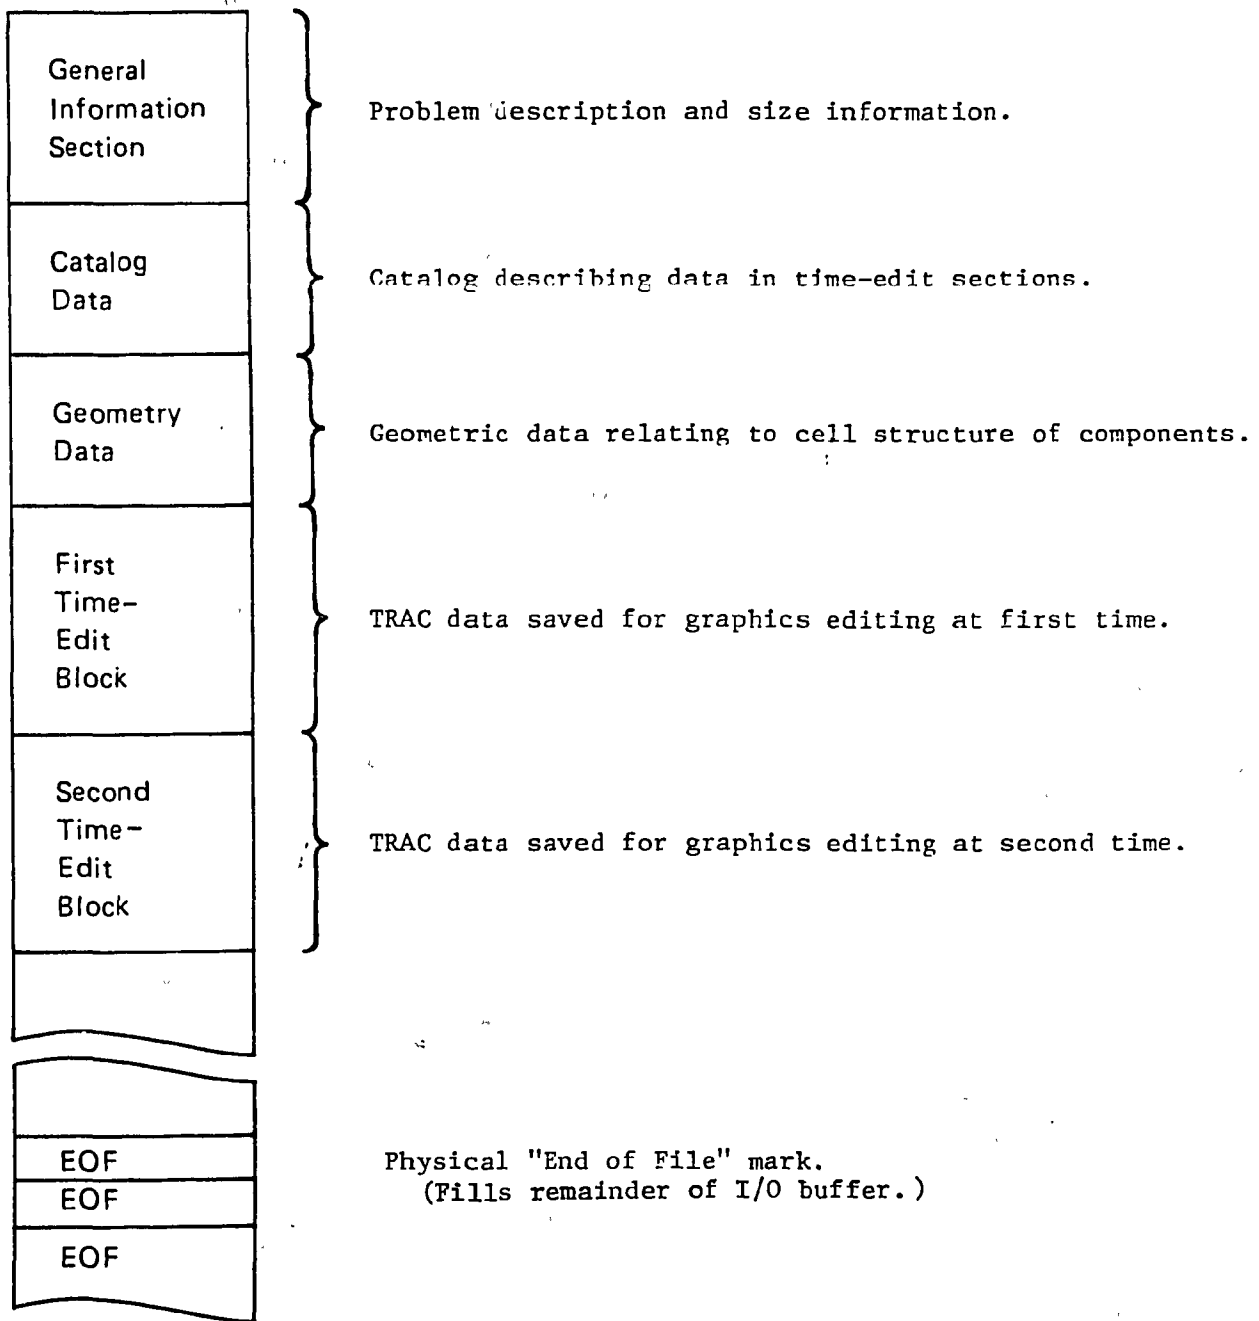 General
Information
Section
Problem description and size information.
Catalog
Data
Catalog describing data in time-edit sections.
Geometry
Data
Geometric data relating to cell structure of components.
First
Time-
Edit
Block
TRAC data saved for graphics editing at first time.
Second
Time-
Edit
Block
TRAC data saved for graphics editing at second time.
EOF
Physical "End of File" mark.
EOF
(Fills remainder of I/O buffer.)
EOF